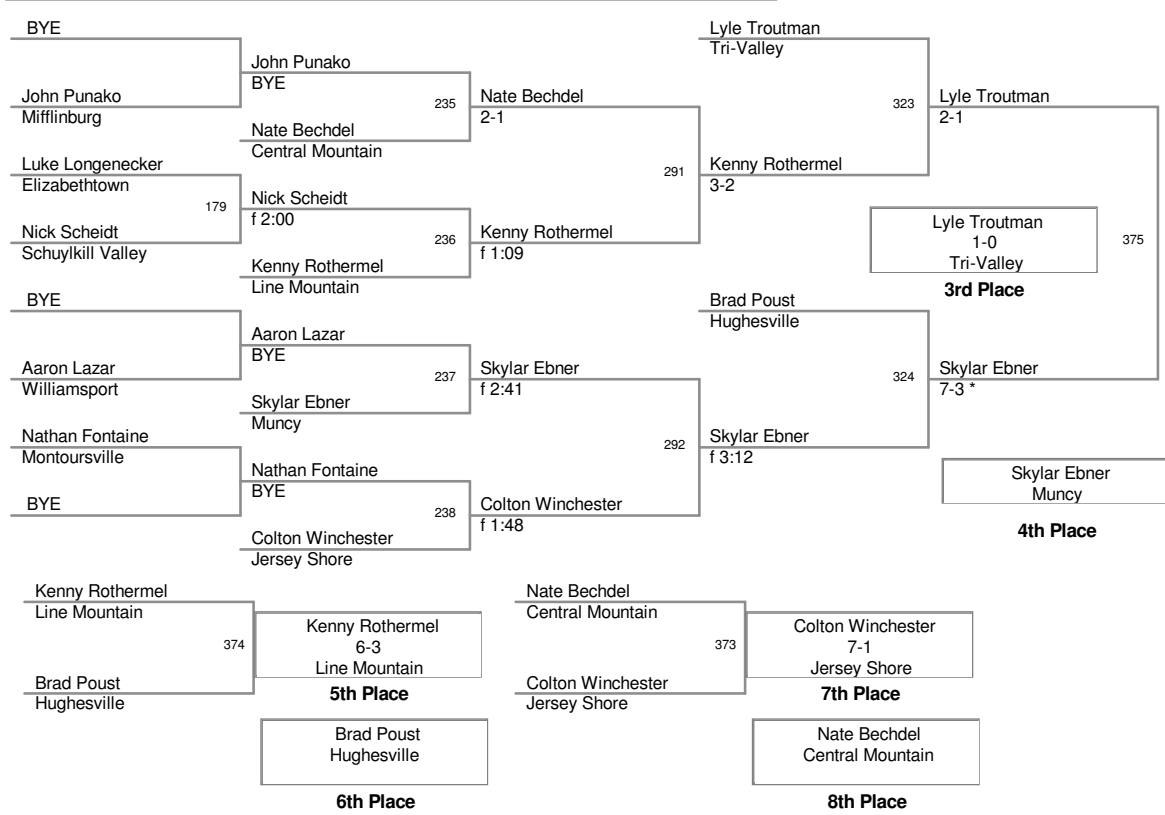 BYE
Lyle Troutman
Tri-Valley
John Punako
BYE
John Punako
Mifflinburg
235
Nate Bechdel
2-1
323
Lyle Troutman
2-1
Nate Bechdel
Central Mountain
Luke Longenecker
Elizabethtown
291
Kenny Rothermel
3-2
179
Nick Scheidt
f 2:00
Nick Scheidt
Schuylkill Valley
236
Kenny Rothermel
f 1:09
Lyle Troutman
1-0
Tri-Valley
375
3rd Place
Kenny Rothermel
Line Mountain
BYE
Brad Poust
Hughesville
Aaron Lazar
BYE
Aaron Lazar
Williamsport
237
Skylar Ebner
f 2:41
324
Skylar Ebner
7-3 *
Skylar Ebner
Muncy
Nathan Fontaine
Montoursville
292
Skylar Ebner
f 3:12
Nathan Fontaine
BYE
Skylar Ebner
Muncy
4th Place
BYE
238
Colton Winchester
f 1:48
Colton Winchester
Jersey Shore
Kenny Rothermel
Line Mountain
374
Kenny Rothermel
6-3
Line Mountain
5th Place
Brad Poust
Hughesville
Brad Poust
Hughesville
6th Place
Nate Bechdel
Central Mountain
373
Colton Winchester
7-1
Jersey Shore
7th Place
Colton Winchester
Jersey Shore
Nate Bechdel
Central Mountain
8th Place